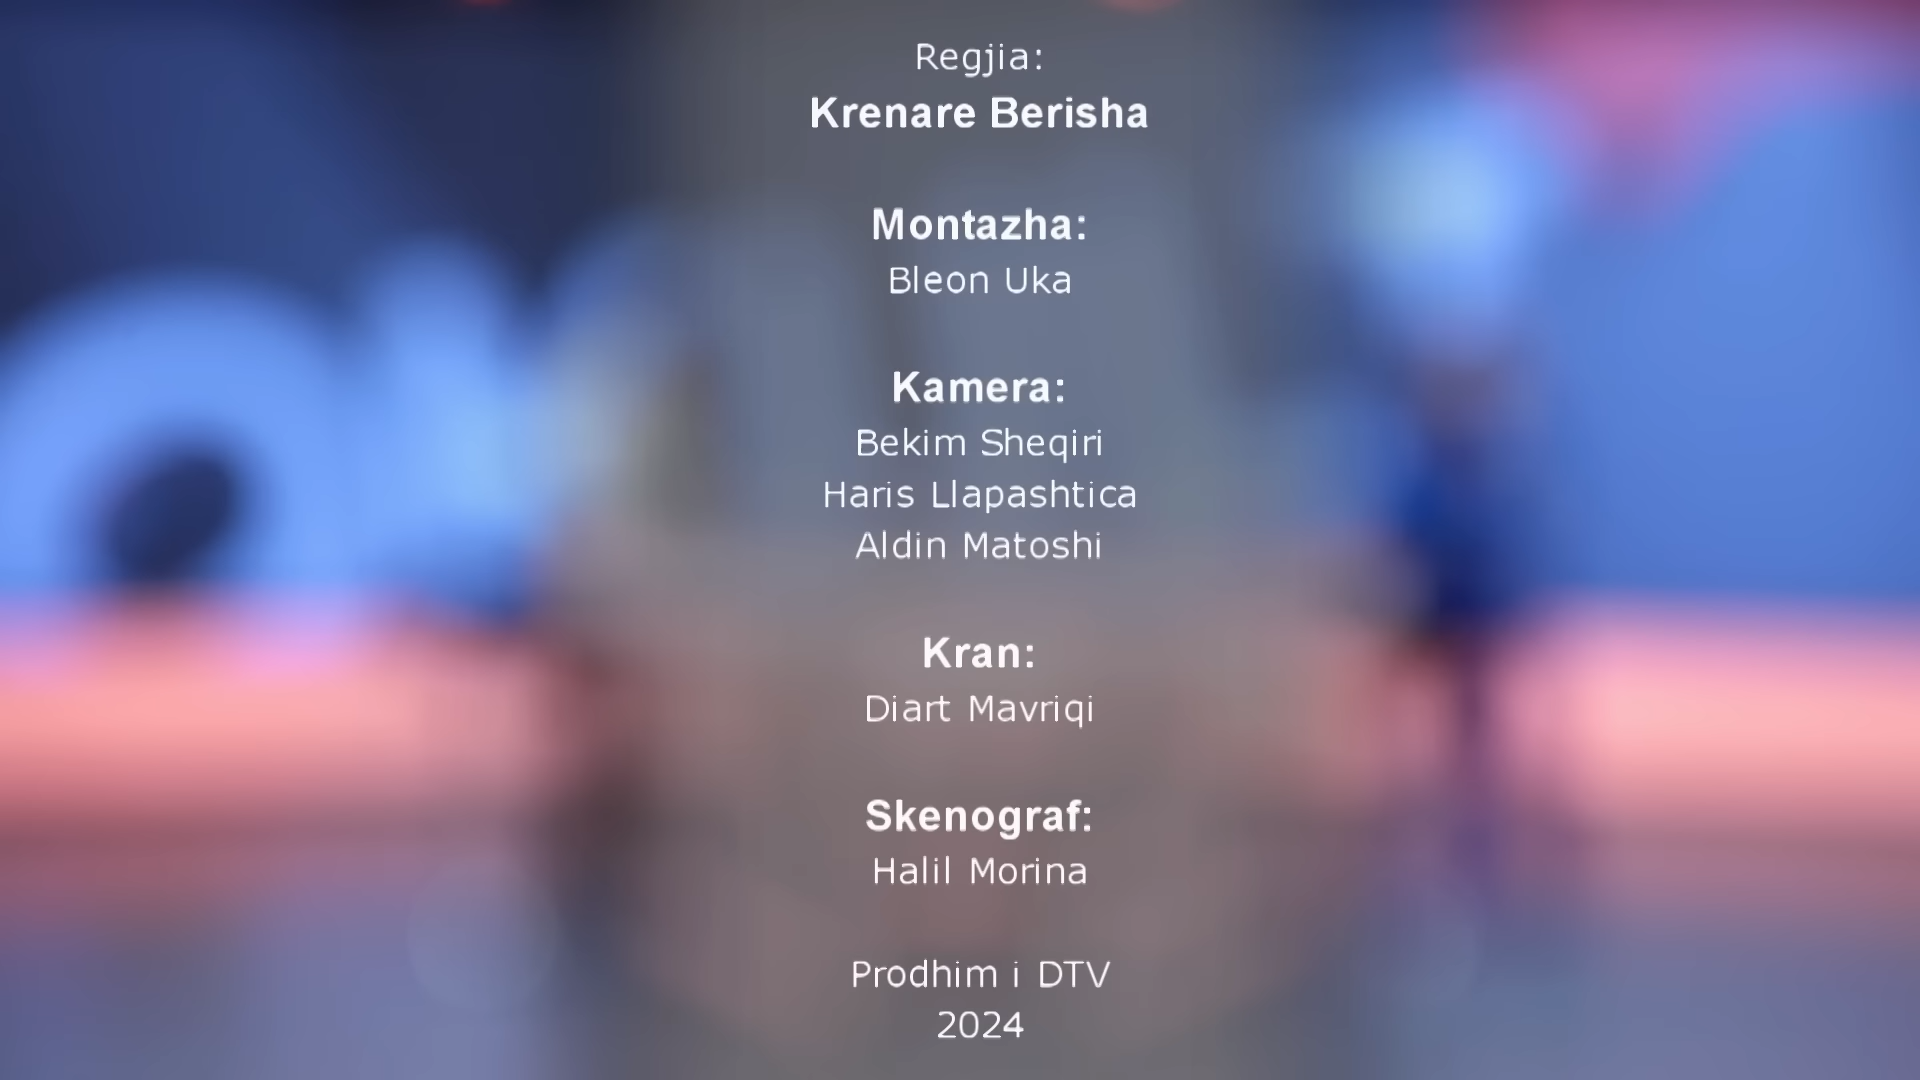 Regjia:
Krenare Berisha
Montazha:
Bleon Uka
Kamera:
Bekim Sheqiri
Haris Llapashtica
Aldin Matoshi
Kran:
Diart Mavriqi
Skenograf:
Halil Morina
Prodhim i DTV
2024